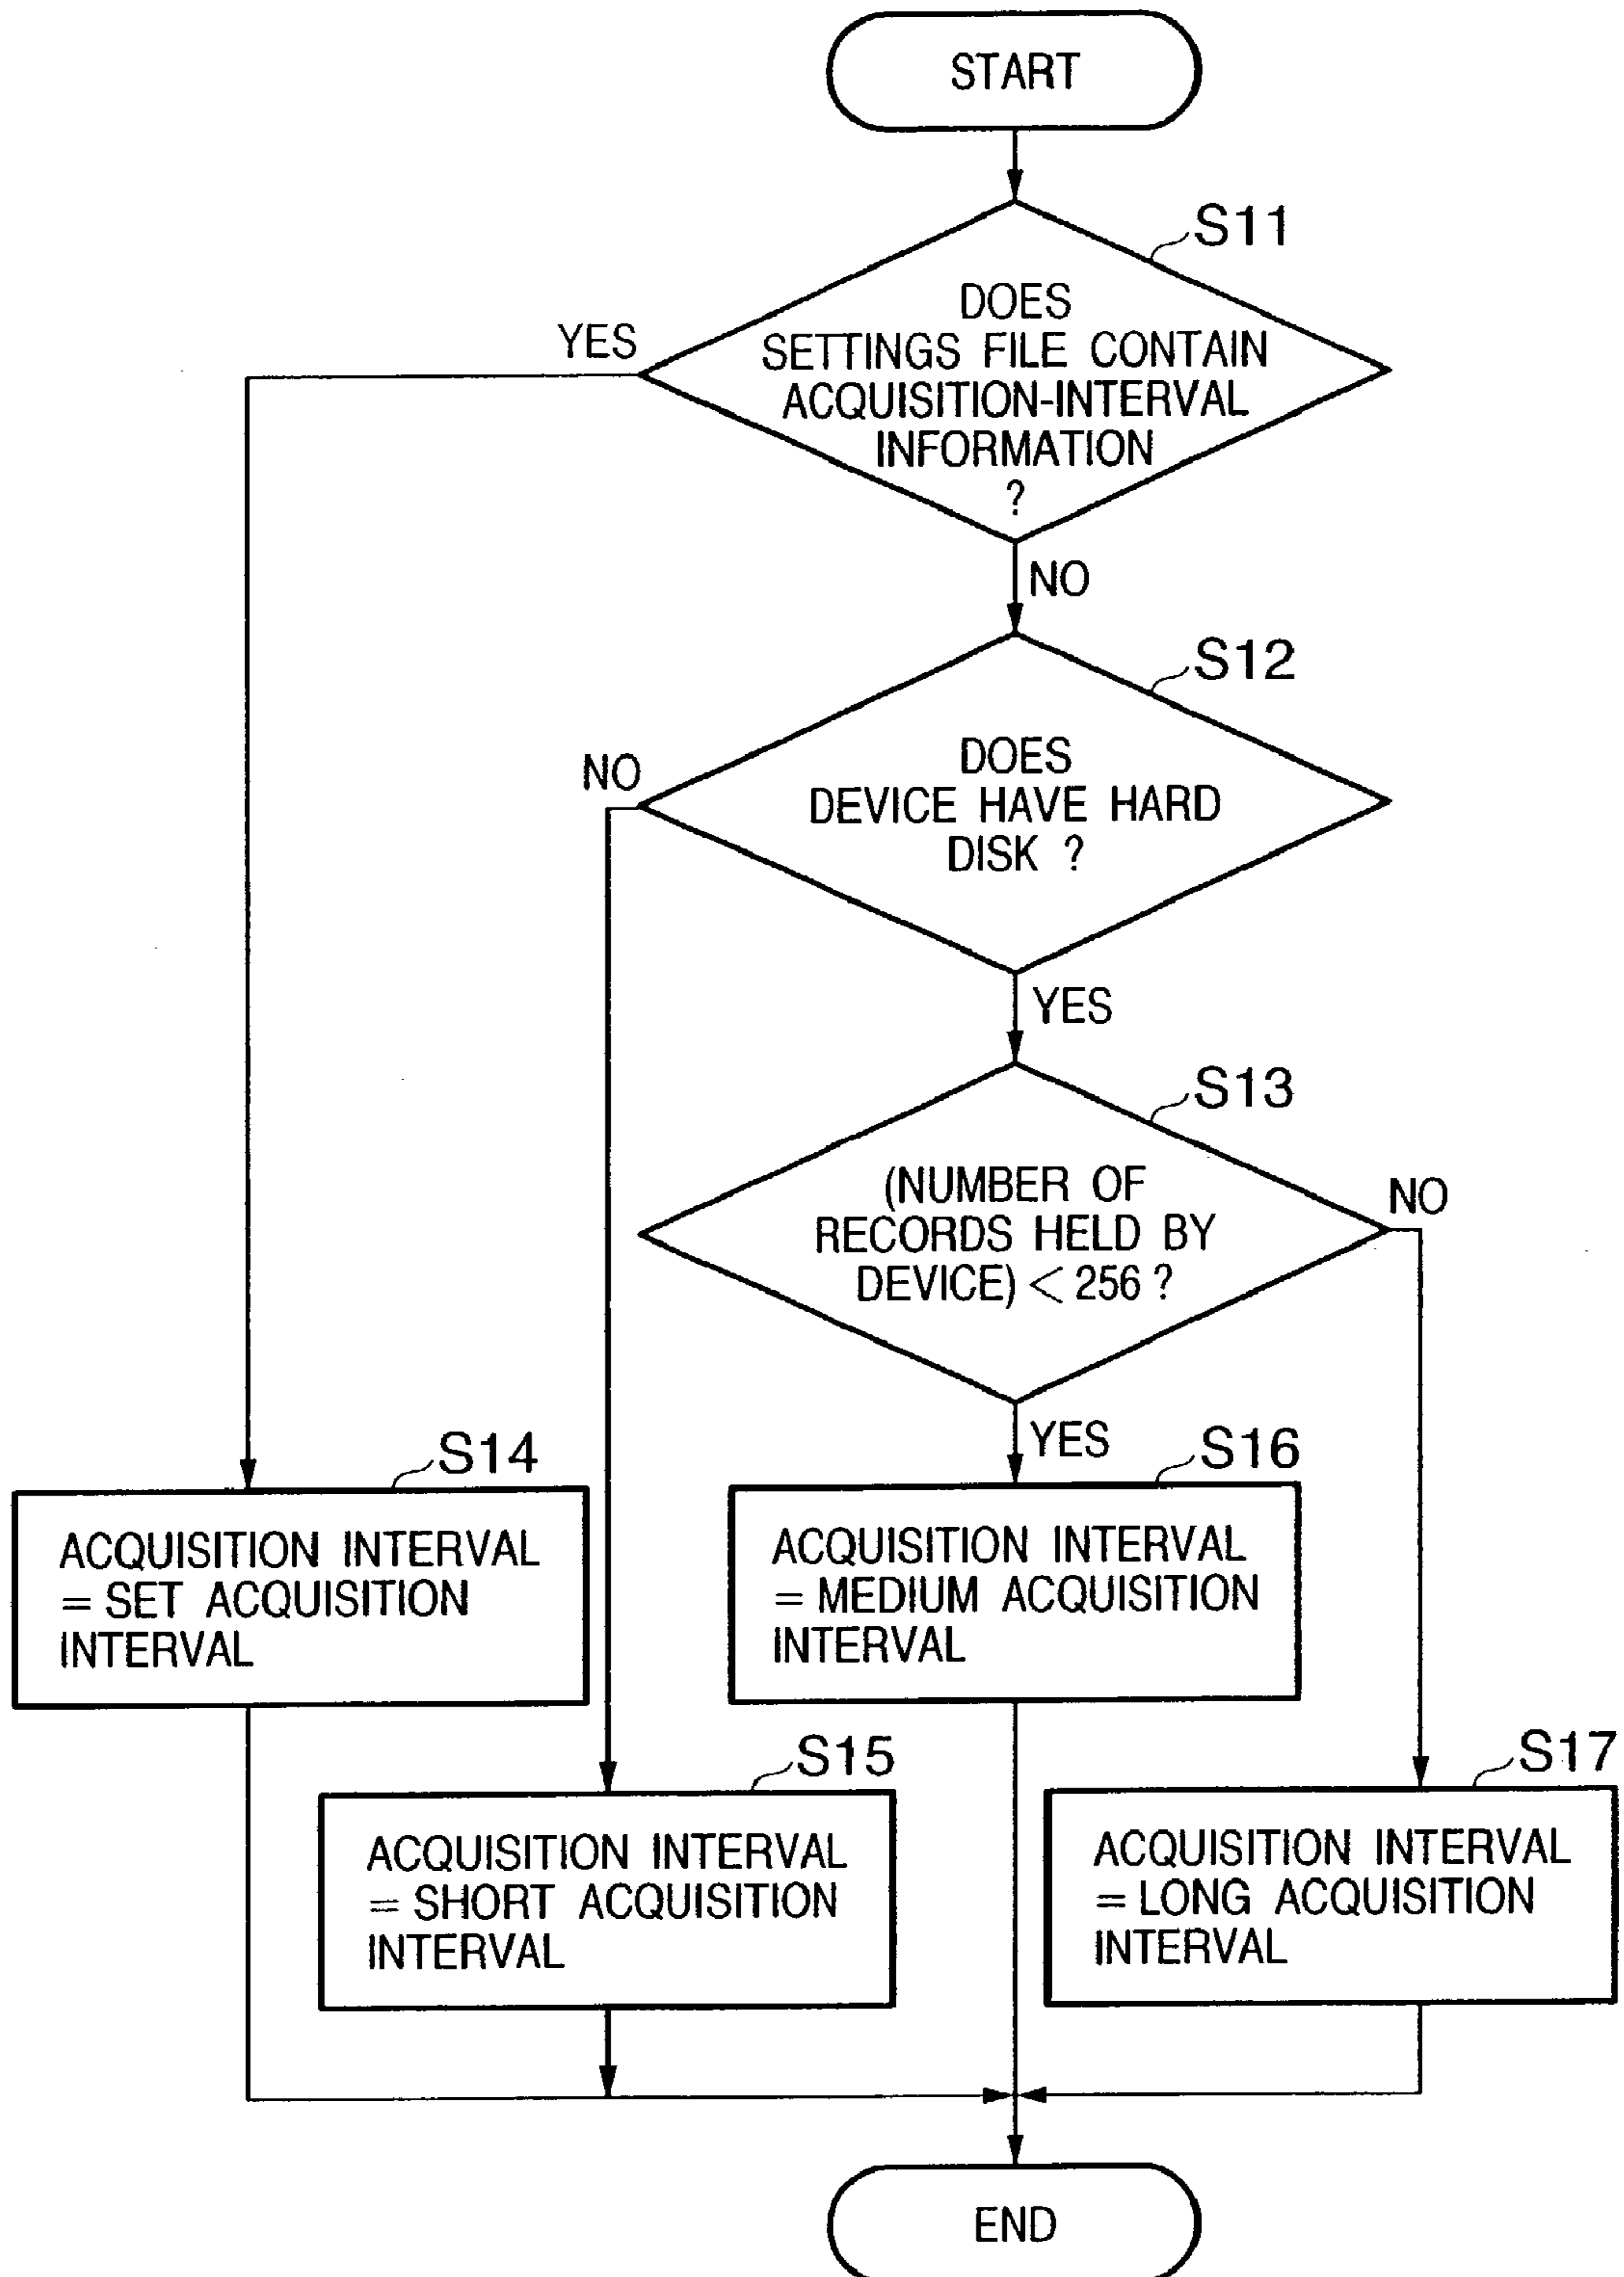 START
S11
DOES
SETTINGS FILE CONTAIN
ACQUISITION-INTERVAL
INFORMATION
?
YES
NO
S12
DOES
DEVICE HAVE HARD
DISK ?
NO
YES
S13
(NUMBER OF
RECORDS HELD BY
DEVICE) < 256 ?
NO
YES
S14
ACQUISITION INTERVAL
= SET ACQUISITION
INTERVAL
S16
ACQUISITION INTERVAL
= MEDIUM ACQUISITION
INTERVAL
S15
ACQUISITION INTERVAL
= SHORT ACQUISITION
INTERVAL
S17
ACQUISITION INTERVAL
= LONG ACQUISITION
INTERVAL
END